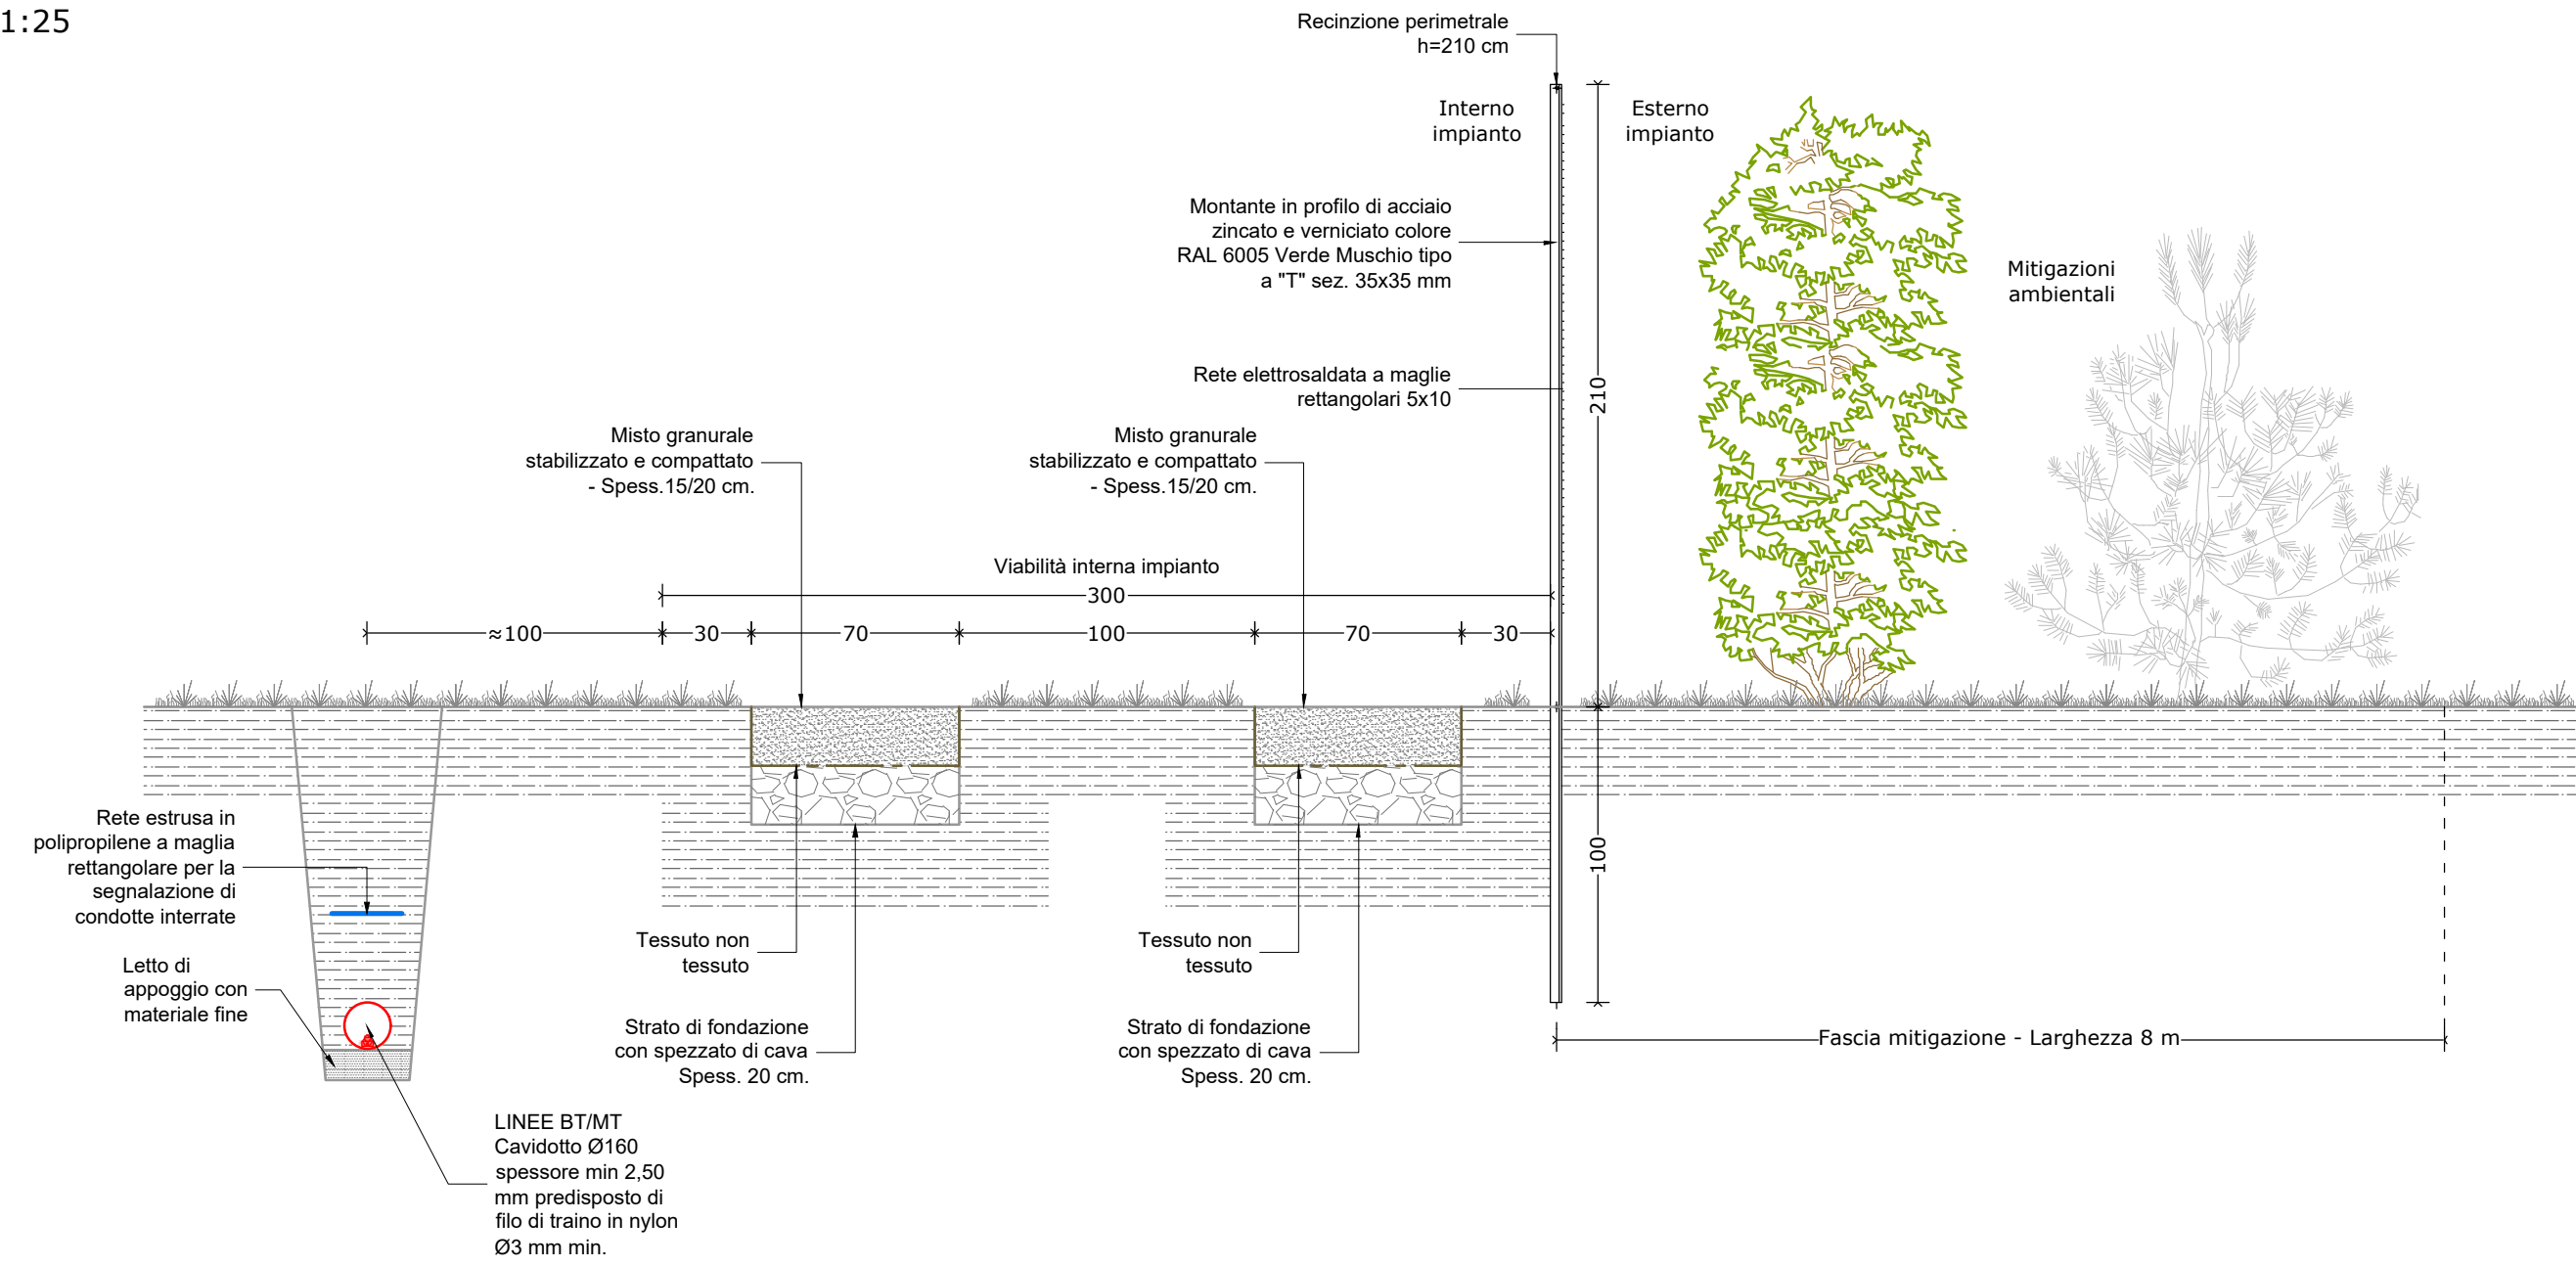 1:25
Recinzione perimetrale
h=210 cm
Interno
impianto
Esterno
impianto
Montante in profilo di acciaio
zincato e verniciato colore
RAL 6005 Verde Muschio tipo
a "T" sez. 35x35 mm
Mitigazioni
ambientali
Rete elettrosaldata a maglie
rettangolari 5x10
210
Misto granurale
stabilizzato e compattato
- Spess.15/20 cm.
Misto granurale
stabilizzato e compattato
- Spess.15/20 cm.
Viabilità interna impianto
300
≈100
30
70
100
70
30
Rete estrusa in
polipropilene a maglia
rettangolare per la
segnalazione di
condotte interrate
100
Tessuto non
tessuto
Tessuto non
tessuto
Letto di
appoggio con
materiale fine
Strato di fondazione
con spezzato di cava
Spess. 20 cm.
Strato di fondazione
con spezzato di cava
Spess. 20 cm.
Fascia mitigazione - Larghezza 8 m
LINEE BT/MT
Cavidotto Ø160
spessore min 2,50
mm predisposto di
filo di traino in nylon
Ø3 mm min.